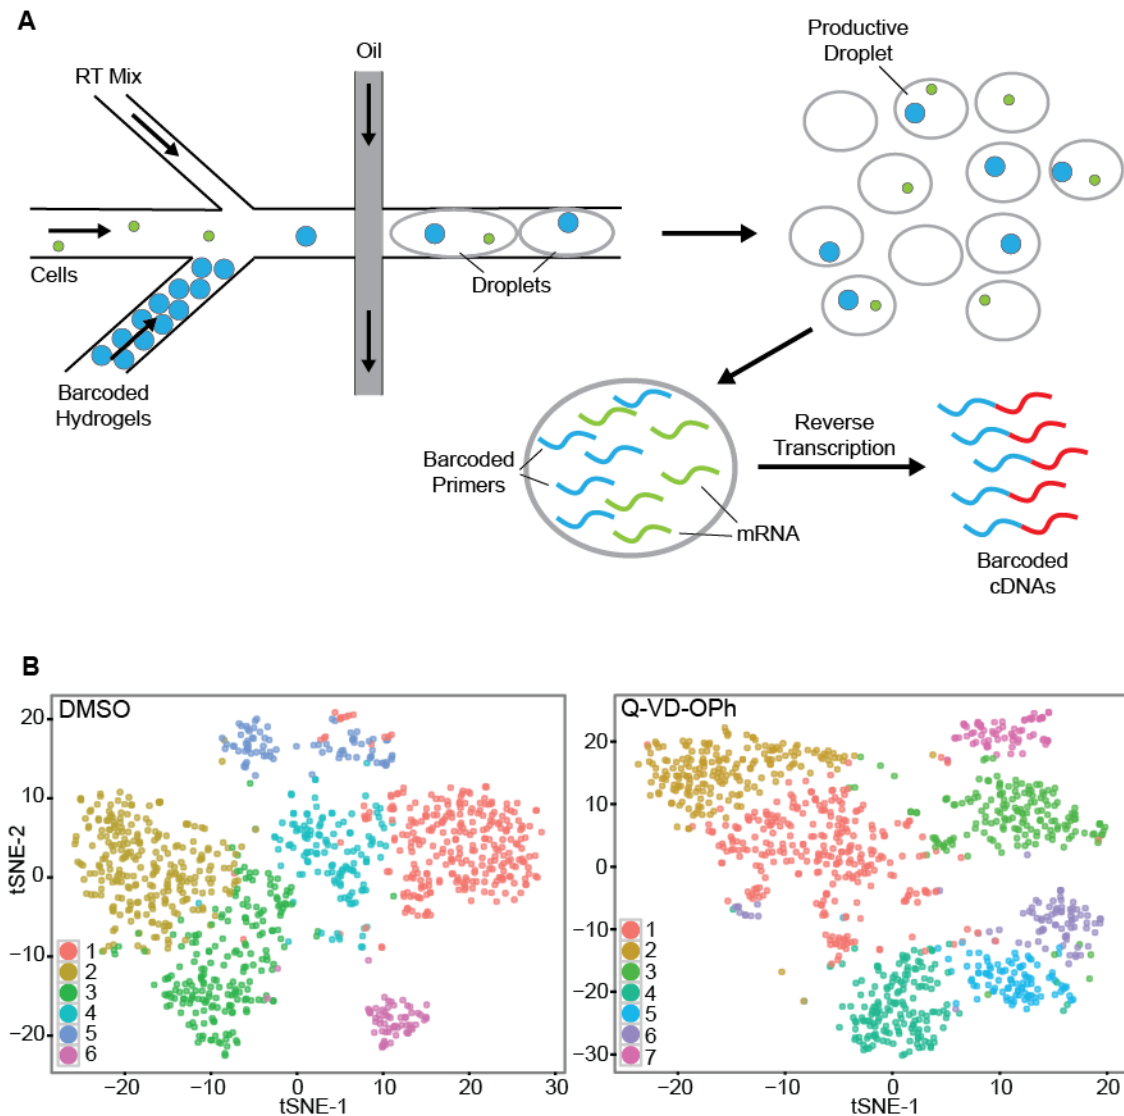 A
Oil
Productive
Droplet
RT Mix
Cells
Droplets
Barcoded
Hydrogels
Barcoded
Primers
Reverse
Transcription
mRNA
Barcoded
cDNAs
B
DMSO
20
10
0
−10
−20
tSNE-2
1
2
3
4
5
6
−20
−10
0
10
20
30
tSNE-1
Q-VD-OPh
20
10
0
−10
−20
−30
1
2
3
4
5
6
7
−20
−10
0
10
20
tSNE-1